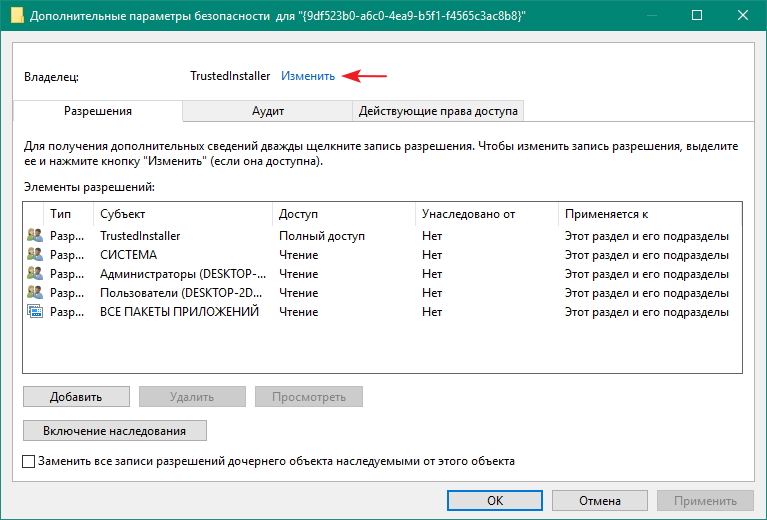 Дополнительные параметры безопасности для "{9df523b0-a6c0-4ea9-b5f1-f4565c3ac8b8}"
Владелец: TrustedInstaller Изменить
Разрешения Аудит Действующие права доступа
Для получения дополнительных сведений дважды щелкните запись разрешения. Чтобы изменить запись разрешения, выделите
ее и нажмите кнопку "Изменить" (если она доступна).
Элементы разрешений:
Тип Субъект Доступ Унаследовано от Применяется к
Разр... TrustedInstaller Полный доступ Нет Этот раздел и его подразделы
Разр... СИСТЕМА Чтение Нет Этот раздел и его подразделы
Разр... Администраторы (DESKTOP-... Чтение Нет Этот раздел и его подразделы
Разр... Пользователи (DESKTOP-2D... Чтение Нет Этот раздел и его подразделы
Разр... ВСЕ ПАКЕТЫ ПРИЛОЖЕНИЙ Чтение Нет Этот раздел и его подразделы
Добавить Удалить Просмотреть
Включение наследования
Заменить все записи разрешений дочернего объекта наследуемыми от этого объекта
ОК Отмена Применить